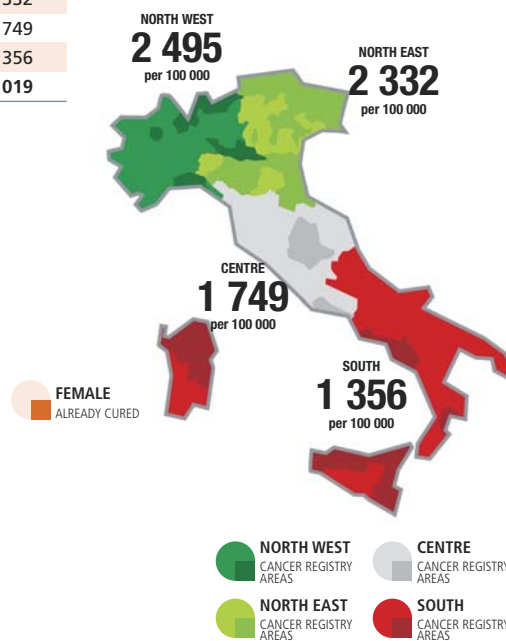 749
356
019
NORTH WEST
2 495
per 100 000
NORTH EAST
2 332
per 100 000
CENTRE
1 749
per 100 000
SOUTH
1 356
per 100 000
FEMALE
ALREADY CURED
NORTH WEST
CANCER REGISTRY
AREAS
CENTRE
CANCER REGISTRY
AREAS
NORTH EAST
CANCER REGISTRY
AREAS
SOUTH
CANCER REGISTRY
AREAS